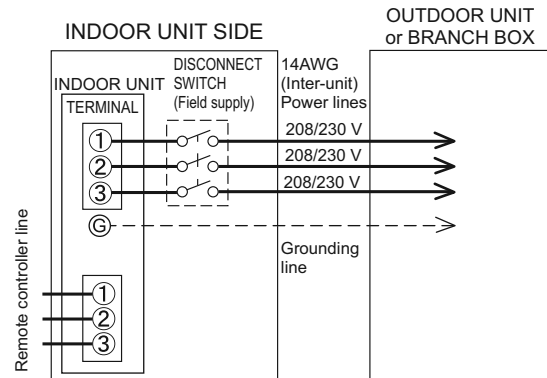 INDOOR UNIT SIDE
OUTDOOR UNIT
or BRANCH BOX
INDOOR UNIT
TERMINAL
DISCONNECT
SWITCH
(Field supply)
14AWG
(Inter-unit)
Power lines
1
208/230 V
2
208/230 V
3
208/230 V
G
Grounding
line
Remote controller line
1
2
3